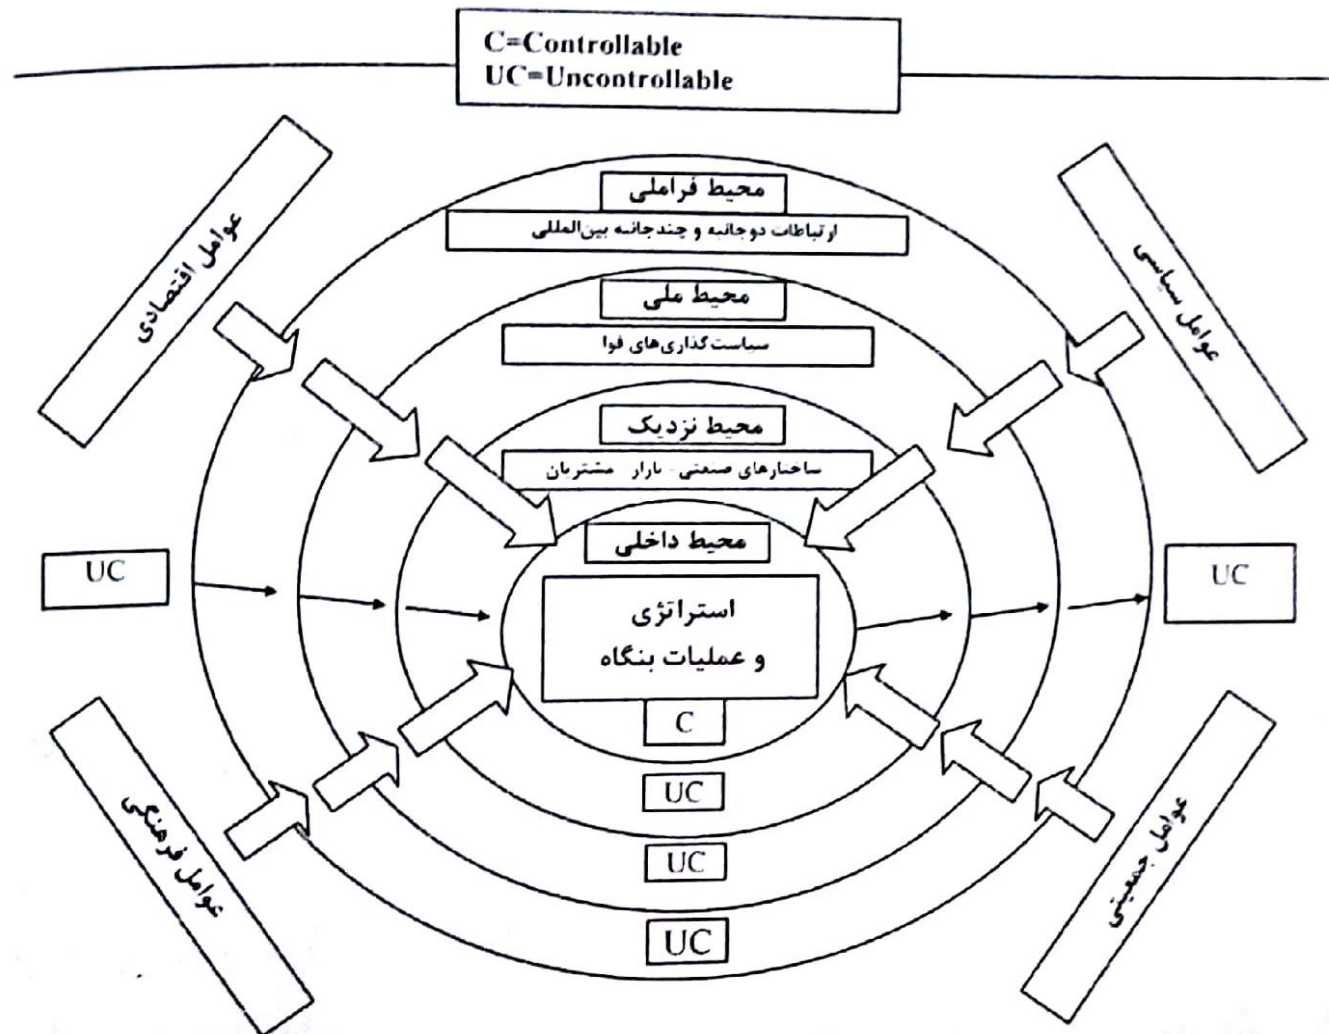 C=Controllable
UC=Uncontrollable
عوامل اقتصادی
عوامل سیاسی
محیط فراملی
ارتباطات دوجانبه و چندجانبه بین‌المللی
محیط ملی
سیاست‌گذاری‌های فوا
محیط نزدیک
ساختارهای صنعتی - بازار - مشتریان
محیط داخلی
استراتژی
و عملیات بنگاه
UC
UC
C
UC
UC
UC
عوامل فرهنگی
عوامل جمعیتی